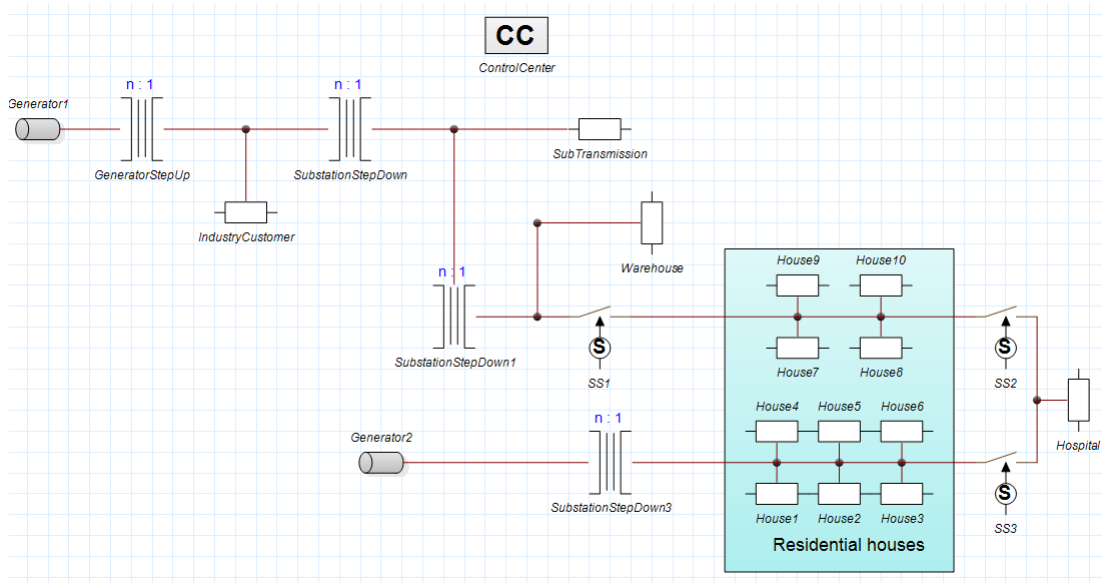 CC
ControlCenter
n : 1
n : 1
Generator1
GeneratorStepUp
SubstationStepDown
SubTransmission
IndustryCustomer
Warehouse
n : 1
House9
House10
S
S
SubstationStepDown1
SS1
House7
House8
SS2
House4
House5
House6
n : 1
Generator2
Hospital
S
SubstationStepDown3
House1
House2
House3
SS3
Residential houses